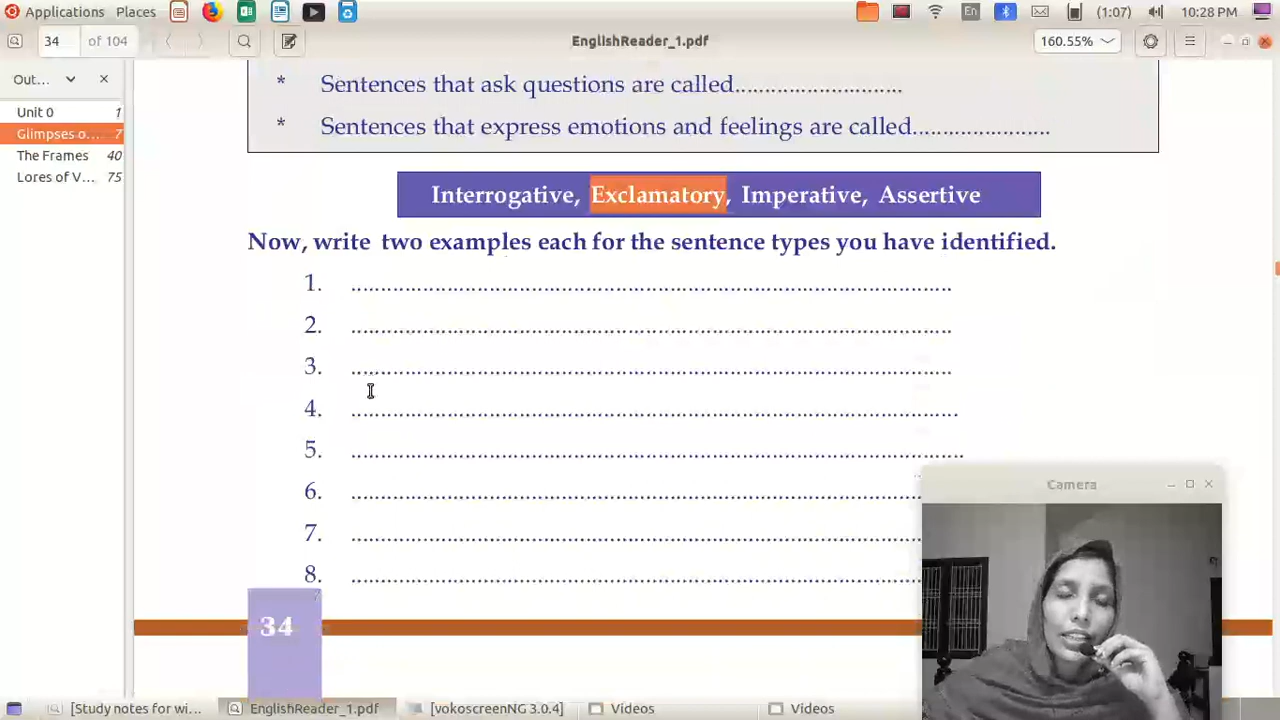 Applications Places En (1:07) 10:28 PM
34 of 104 EnglishReader_1.pdf 160.55%
Out...
Unit 0 1
Glimpses o... 7
The Frames 40
Lores of V... 75
* Sentences that ask questions are called............................
* Sentences that express emotions and feelings are called.......................
Interrogative, Exclamatory, Imperative, Assertive
Now, write two examples each for the sentence types you have identified.
1. ....................................................................................................
2. ....................................................................................................
3. ....................................................................................................
4. .....................................................................................................
5. ......................................................................................................
6. ...............................................................................................
7. ...............................................................................................
8. ...............................................................................................
Camera
34
[Study notes for wi... EnglishReader_1.pdf [vokoscreenNG 3.0.4] Videos Videos